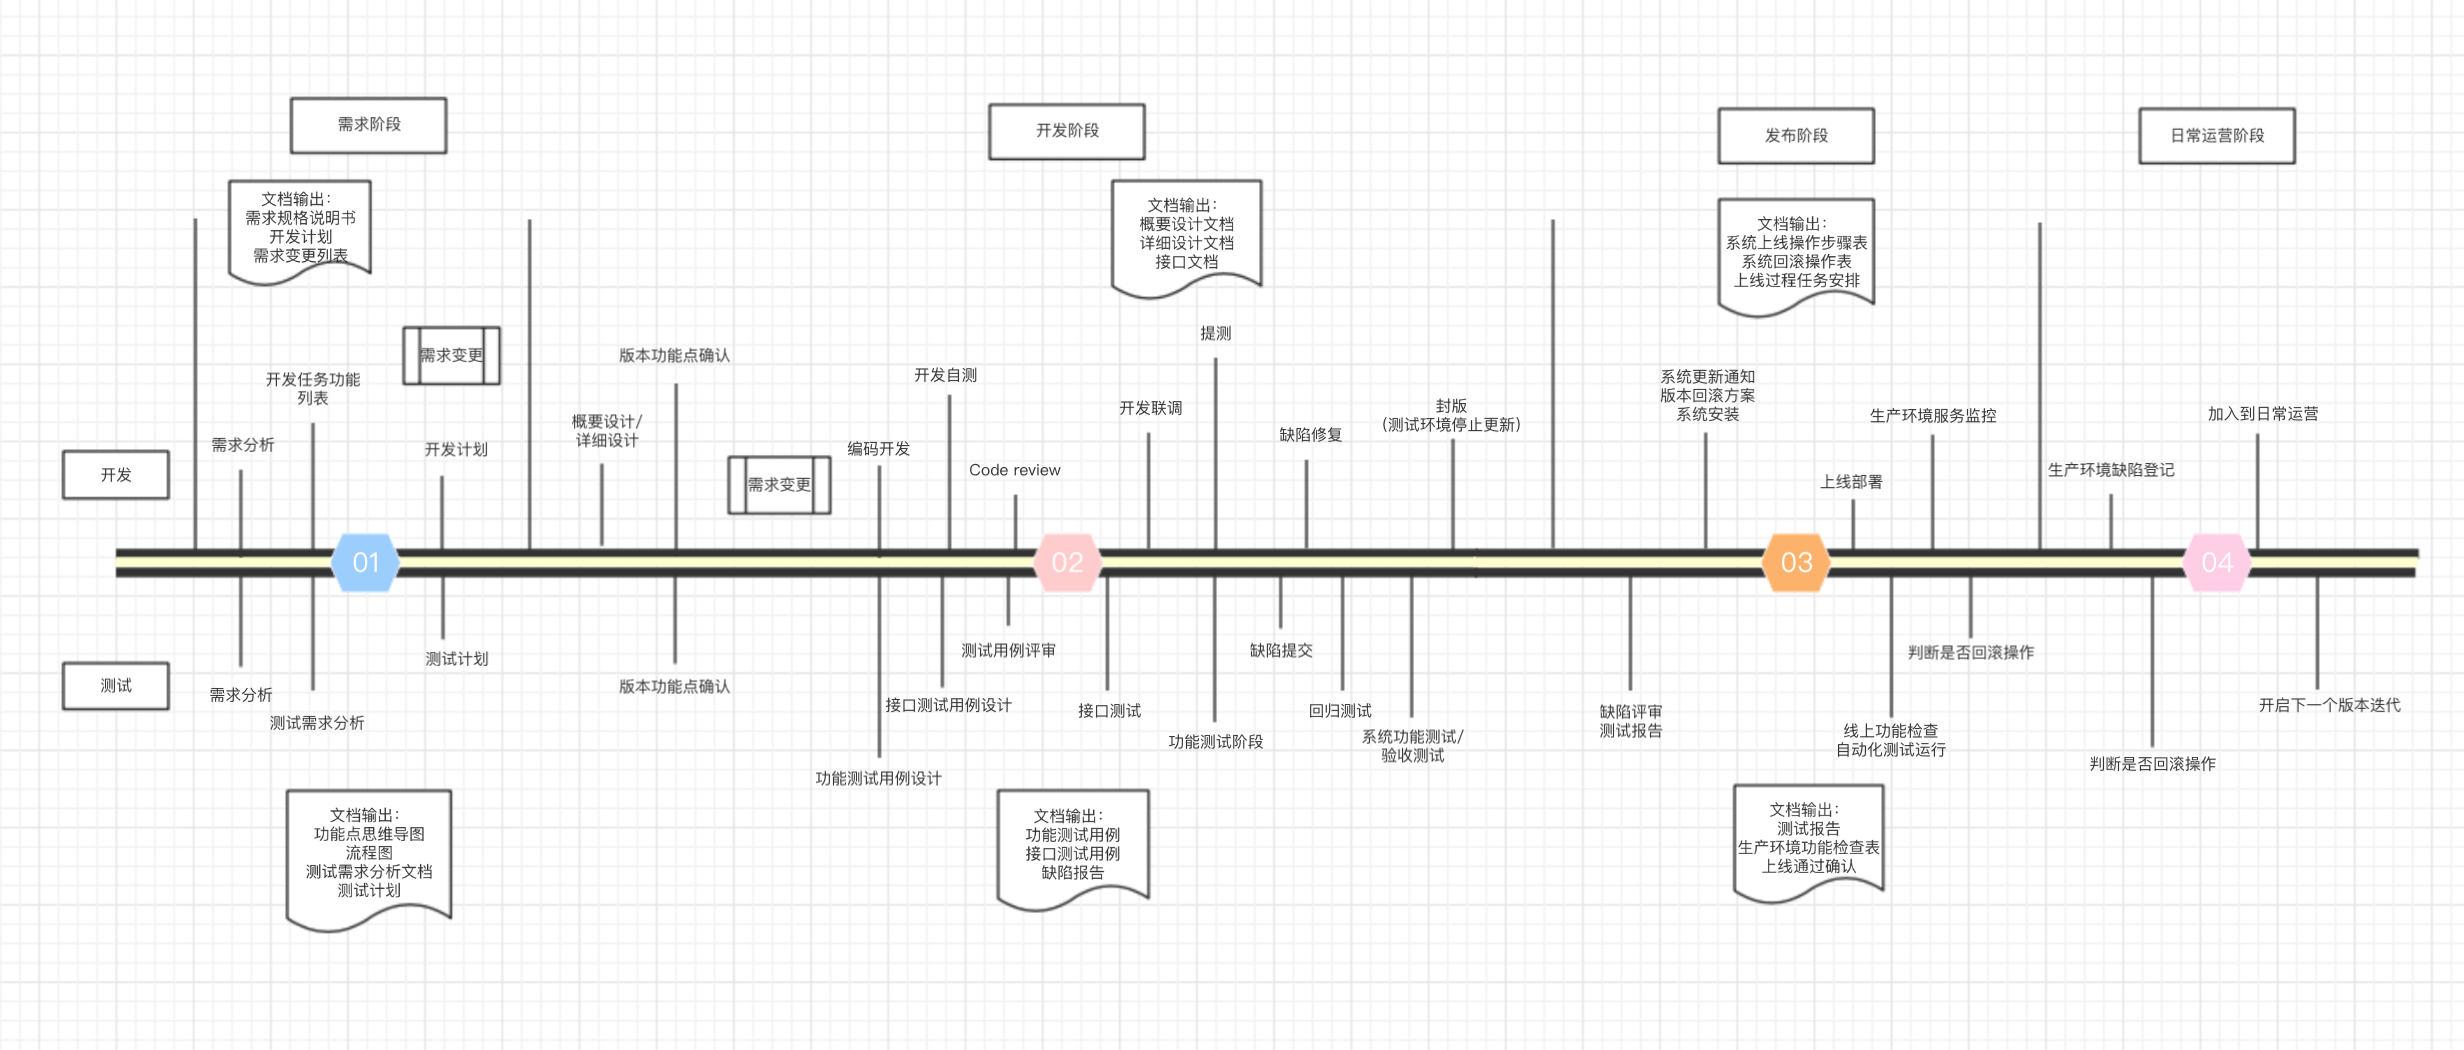 需求阶段
开发阶段
发布阶段
日常运营阶段
文档输出：
需求规格说明书
开发计划
需求变更列表
文档输出：
概要设计文档
详细设计文档
接口文档
文档输出：
系统上线操作步骤表
系统回滚操作表
上线过程任务安排
开发
需求分析
开发任务功能
列表
需求变更
开发计划
概要设计/
详细设计
版本功能点确认
需求变更
编码开发
开发自测
Code review
开发联调
提测
缺陷修复
封版
(测试环境停止更新)
系统更新通知
版本回滚方案
系统安装
上线部署
生产环境服务监控
生产环境缺陷登记
加入到日常运营
01
02
03
04
测试
需求分析
测试需求分析
测试计划
版本功能点确认
功能测试用例设计
接口测试用例设计
测试用例评审
接口测试
功能测试阶段
缺陷提交
回归测试
系统功能测试/
验收测试
缺陷评审
测试报告
线上功能检查
自动化测试运行
判断是否回滚操作
判断是否回滚操作
开启下一个版本迭代
文档输出：
功能点思维导图
流程图
测试需求分析文档
测试计划
文档输出：
功能测试用例
接口测试用例
缺陷报告
文档输出：
测试报告
生产环境功能检查表
上线通过确认